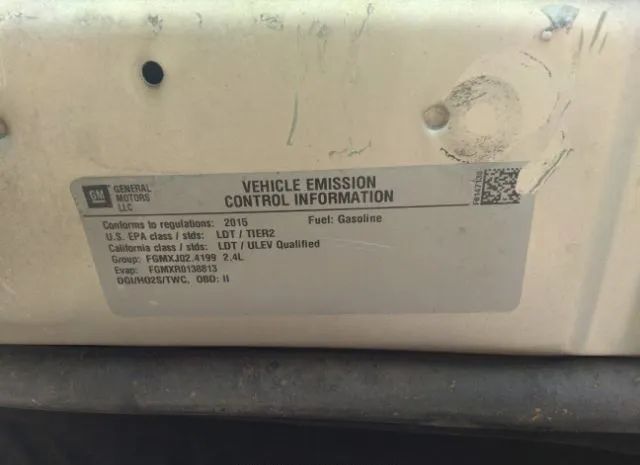 GM
GENERAL
MOTORS
LLC
VEHICLE EMISSION
CONTROL INFORMATION
Conforms to regulations: 2015 Fuel: Gasoline
U.S. EPA class / stds: LDT / TIER2
California class / stds: LDT / ULEV Qualified
Group: FGMXJ02.4199 2.4L
Evap: FGMXR0138813
DGI/HO2S/TWC, OBD: II